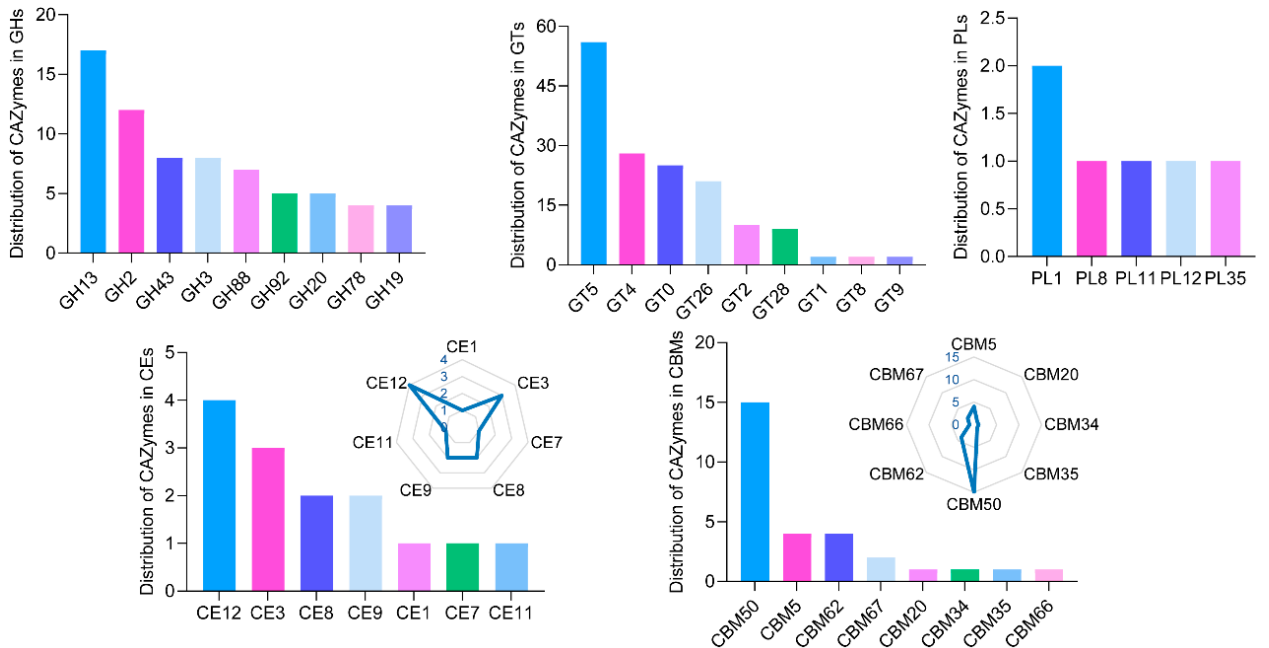 Distribution of CAZymes in GHs
20
15
10
5
0
GH13
GH2
GH43
GH3
GH88
GH92
GH20
GH78
GH19
Distribution of CAZymes in GTs
60
45
30
15
0
GT5
GT4
GT0
GT26
GT2
GT28
GT1
GT8
GT9
Distribution of CAZymes in PLs
2.5
2.0
1.5
1.0
0.5
0.0
PL1 PL8 PL11 PL12 PL35
Distribution of CAZymes in CEs
5
4
3
2
1
0
CE12 CE3 CE8 CE9 CE1 CE7 CE11
CE1
CE3
CE7
CE8
CE9
CE11
CE12
4
3
2
1
0
Distribution of CAZymes in CBMs
20
15
10
5
0
CBM50
CBM5
CBM62
CBM67
CBM20
CBM34
CBM35
CBM66
CBM5
CBM20
CBM34
CBM35
CBM50
CBM62
CBM66
CBM67
15
10
5
0